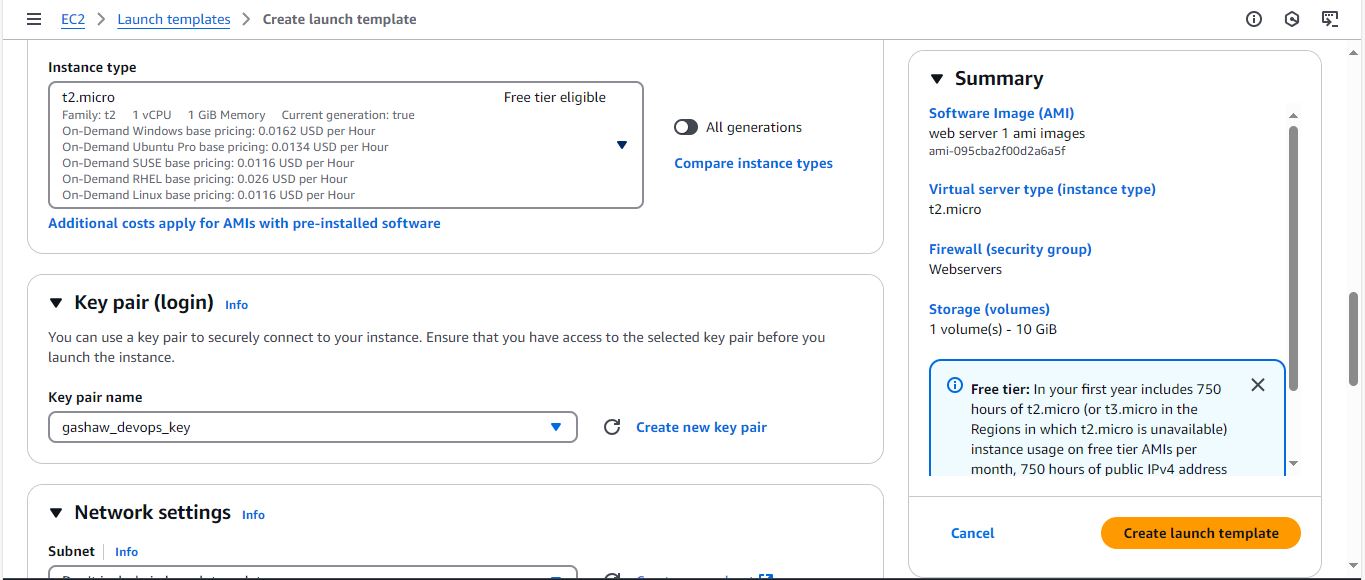 EC2 > Launch templates > Create launch template
Instance type
t2.micro Free tier eligible
Family: t2 1 vCPU 1 GiB Memory Current generation: true
On-Demand Windows base pricing: 0.0162 USD per Hour
On-Demand Ubuntu Pro base pricing: 0.0134 USD per Hour
On-Demand SUSE base pricing: 0.0116 USD per Hour
On-Demand RHEL base pricing: 0.026 USD per Hour
On-Demand Linux base pricing: 0.0116 USD per Hour
All generations
Compare instance types
Additional costs apply for AMIs with pre-installed software
Key pair (login) Info
You can use a key pair to securely connect to your instance. Ensure that you have access to the selected key pair before you
launch the instance.
Key pair name
gashaw_devops_key
Create new key pair
Network settings Info
Subnet Info
Summary
Software Image (AMI)
web server 1 ami images
ami-095cba2f00d2a6a5f
Virtual server type (instance type)
t2.micro
Firewall (security group)
Webservers
Storage (volumes)
1 volume(s) - 10 GiB
Free tier: In your first year includes 750
hours of t2.micro (or t3.micro in the
Regions in which t2.micro is unavailable)
instance usage on free tier AMIs per
month, 750 hours of public IPv4 address
Cancel
Create launch template